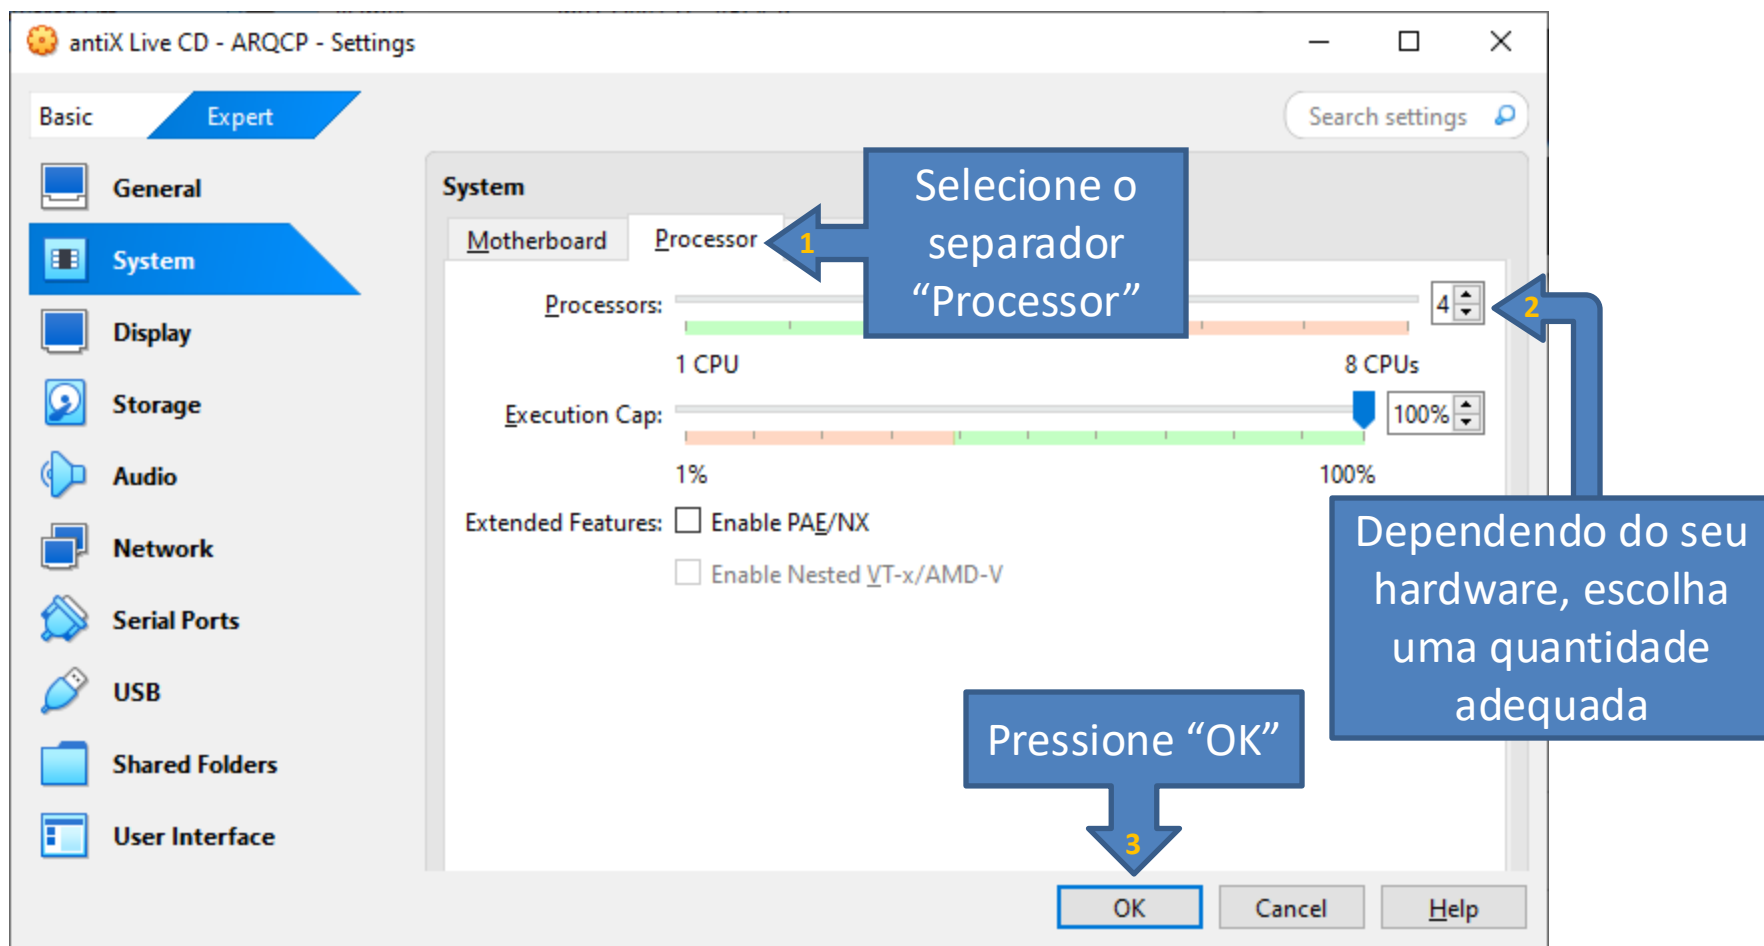 antiX Live CD - ARQCP - Settings
Basic
Expert
Search settings
General
System
Display
Storage
Audio
Network
Serial Ports
USB
Shared Folders
User Interface
System
Motherboard
Processor
1
Selecione o
separador
“Processor”
Processors:
4
2
1 CPU
8 CPUs
Execution Cap:
100%
1%
100%
Extended Features:
Enable PAE/NX
Enable Nested VT-x/AMD-V
Dependendo do seu
hardware, escolha
uma quantidade
adequada
Pressione “OK”
3
OK
Cancel
Help